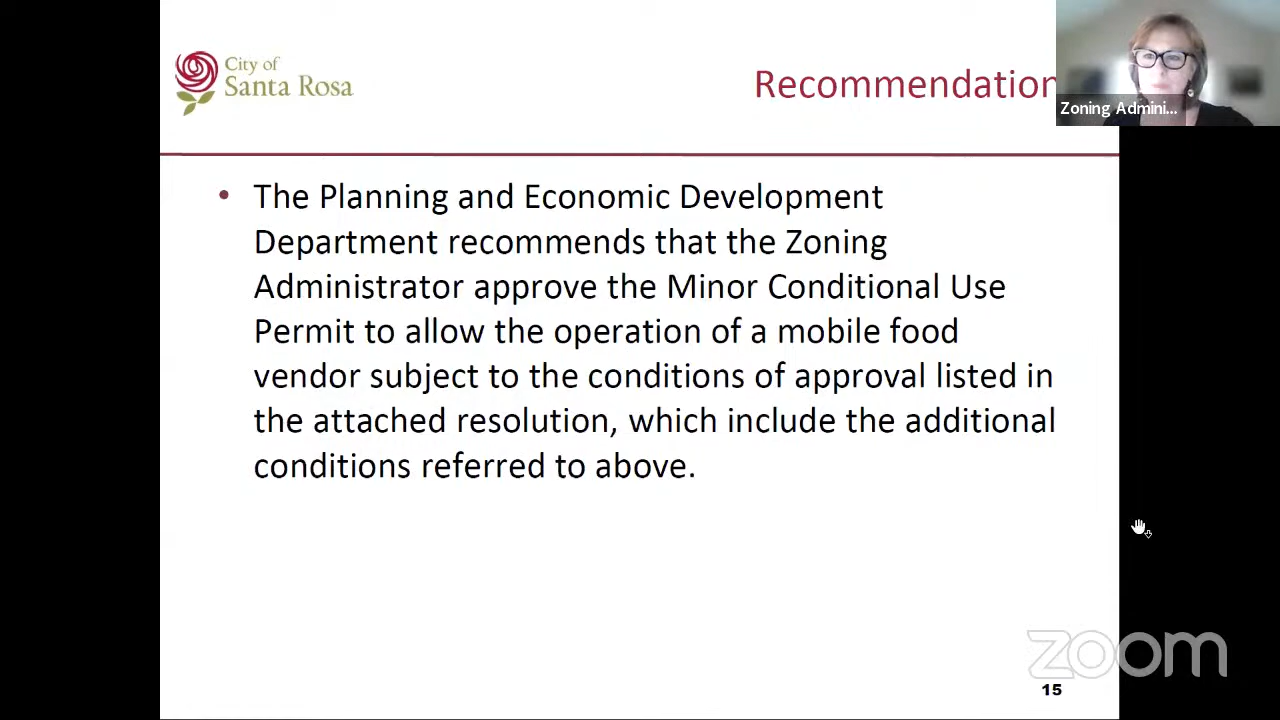 City of
Santa Rosa
Recommendation
Zoning Admini...
• The Planning and Economic Development
Department recommends that the Zoning
Administrator approve the Minor Conditional Use
Permit to allow the operation of a mobile food
vendor subject to the conditions of approval listed in
the attached resolution, which include the additional
conditions referred to above.
zoom
15